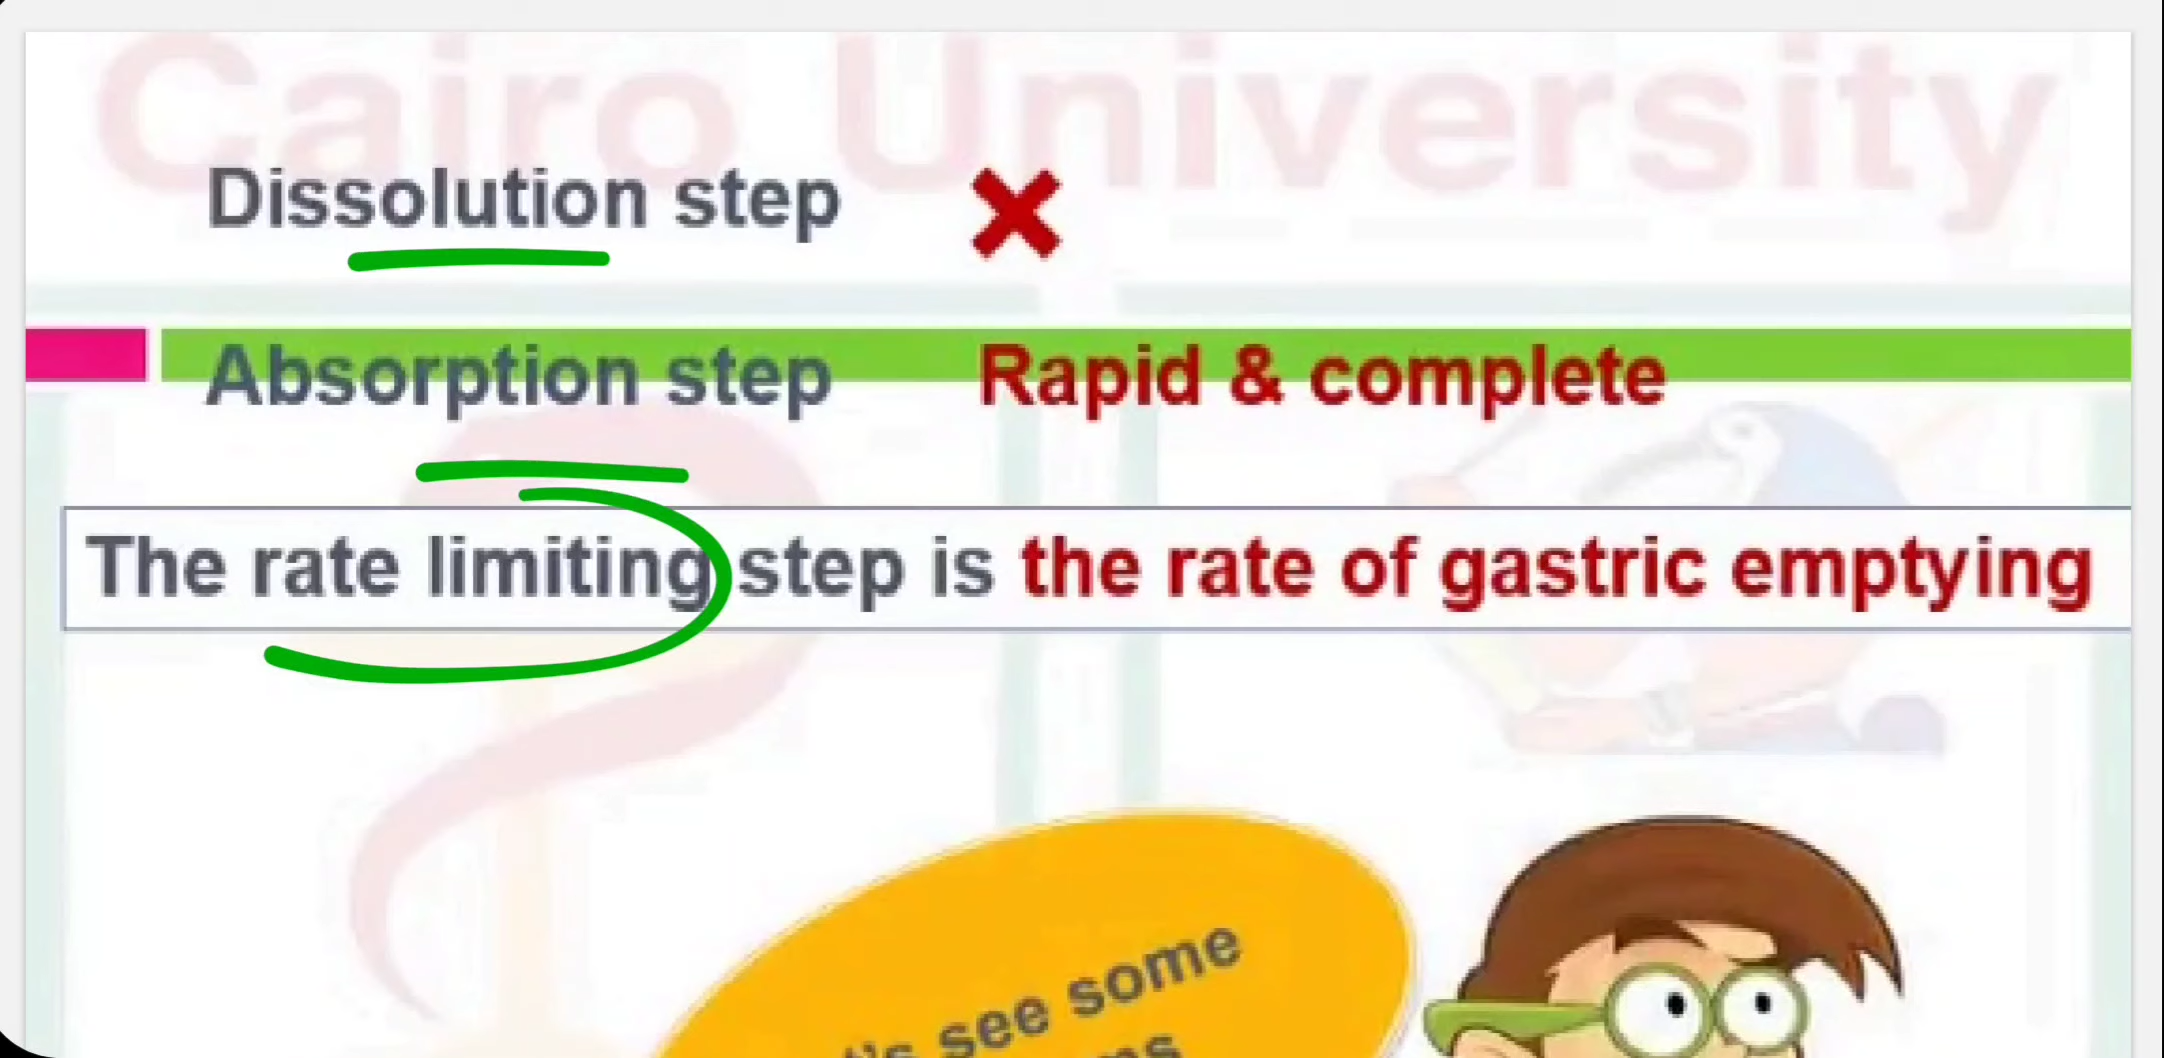 Cairo University
Dissolution step
Absorption step Rapid & complete
The rate limiting step is the rate of gastric emptying
see some